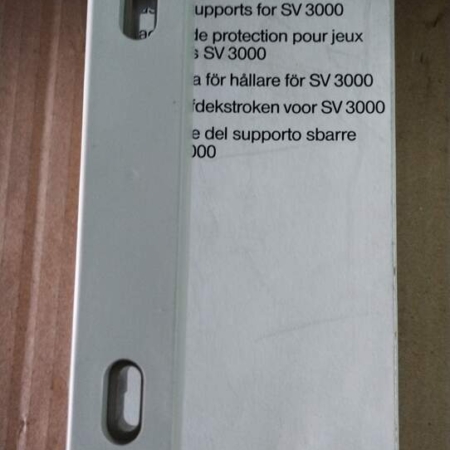 upports for SV 3000
de protection pour jeux
s SV 3000
a för hållare för SV 3000
fdekstroken voor SV 3000
e del supporto sbarre
000